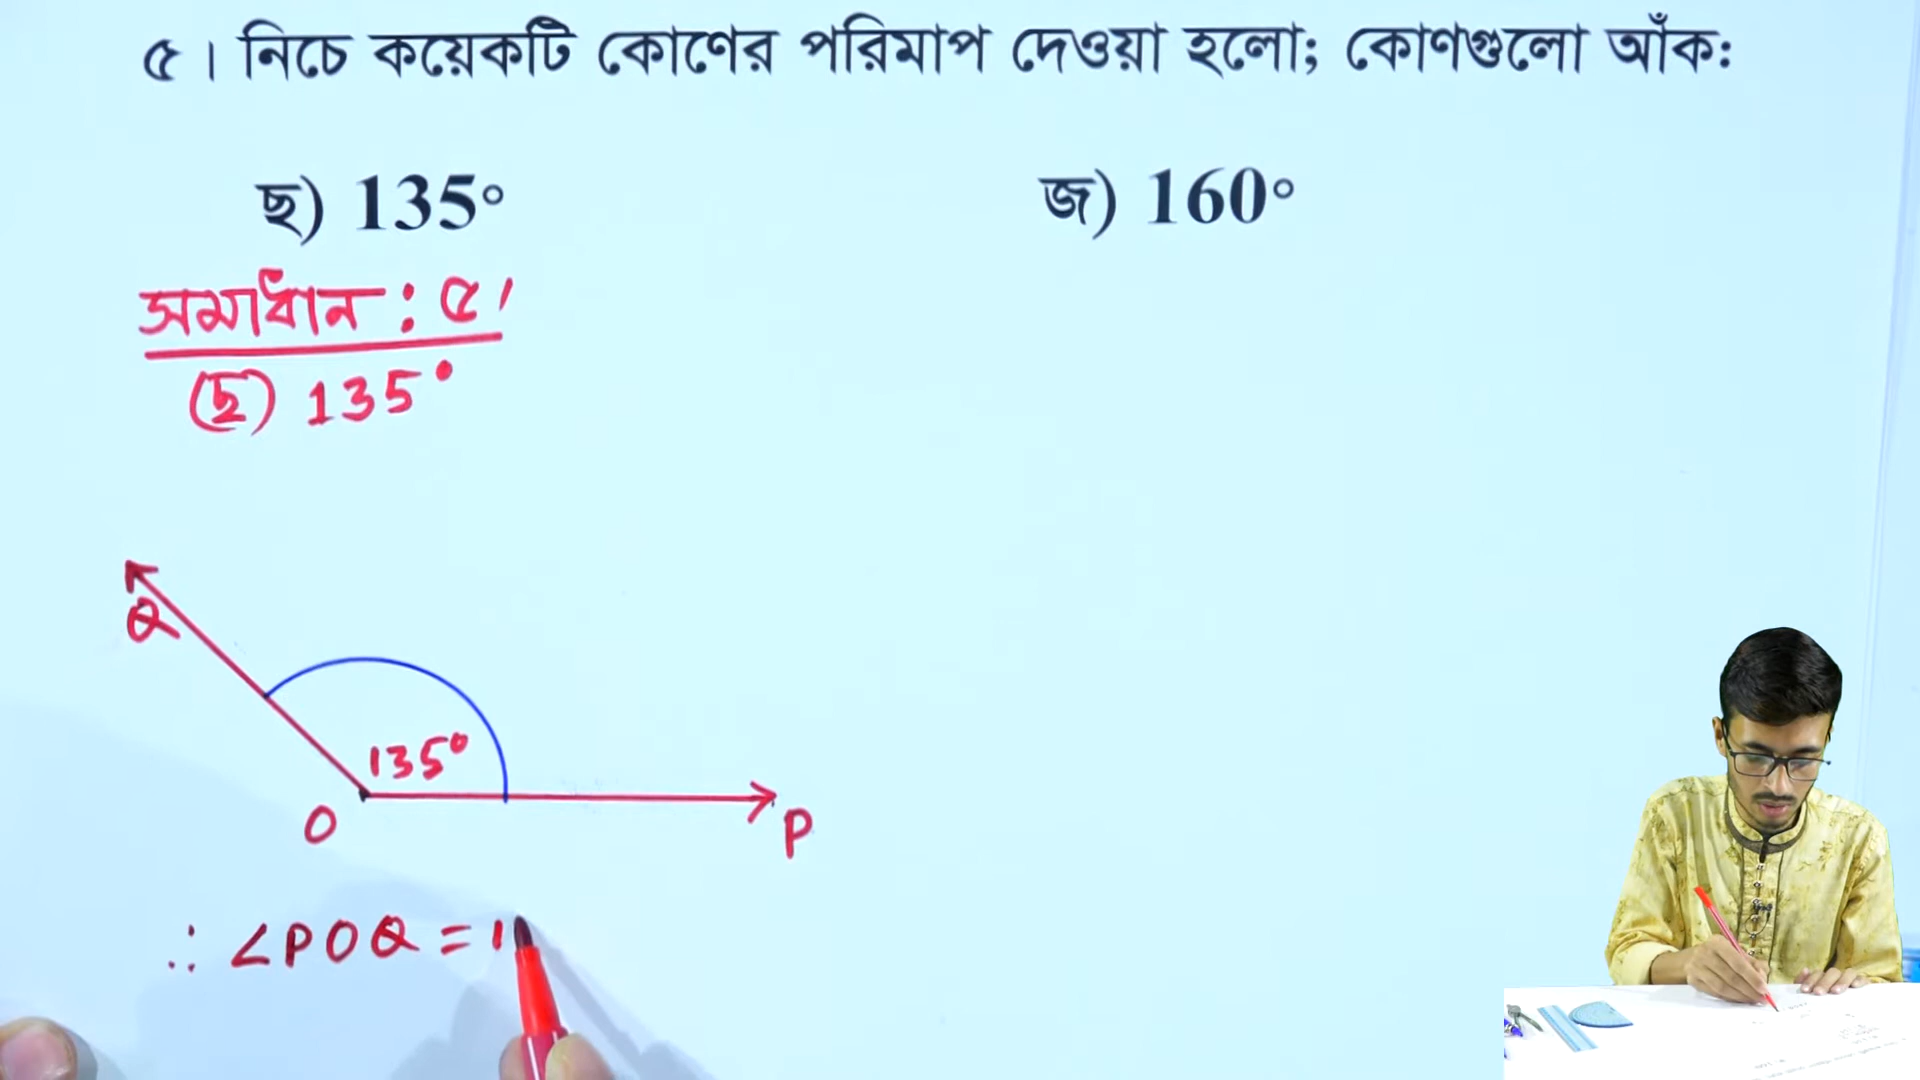 ৫। নিচে কয়েকটি কোণের পরিমাপ দেওয়া হলো; কোণগুলো আঁক:
ছ) 135° জ) 160°
সমাধান: ৫।
(ছ) 135°
Q
135°
O
P
∴ ∠POQ = 1